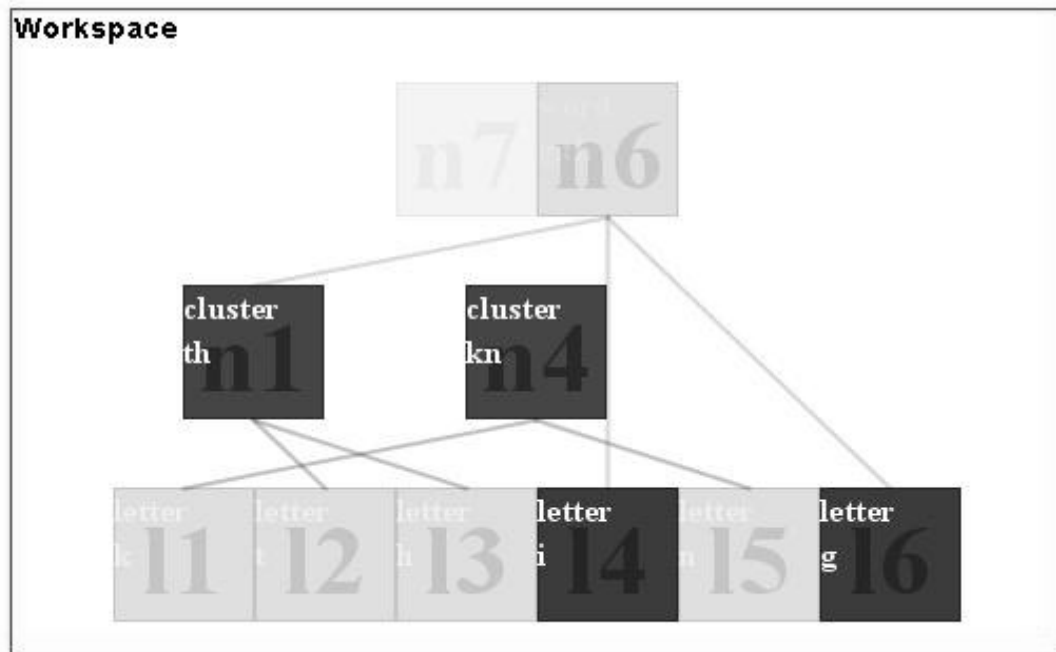 Workspace
n7 n6
cluster cluster
th kn
n1 n4
letter letter letter letter letter letter
k t h i n g
l1 l2 l3 l4 l5 l6